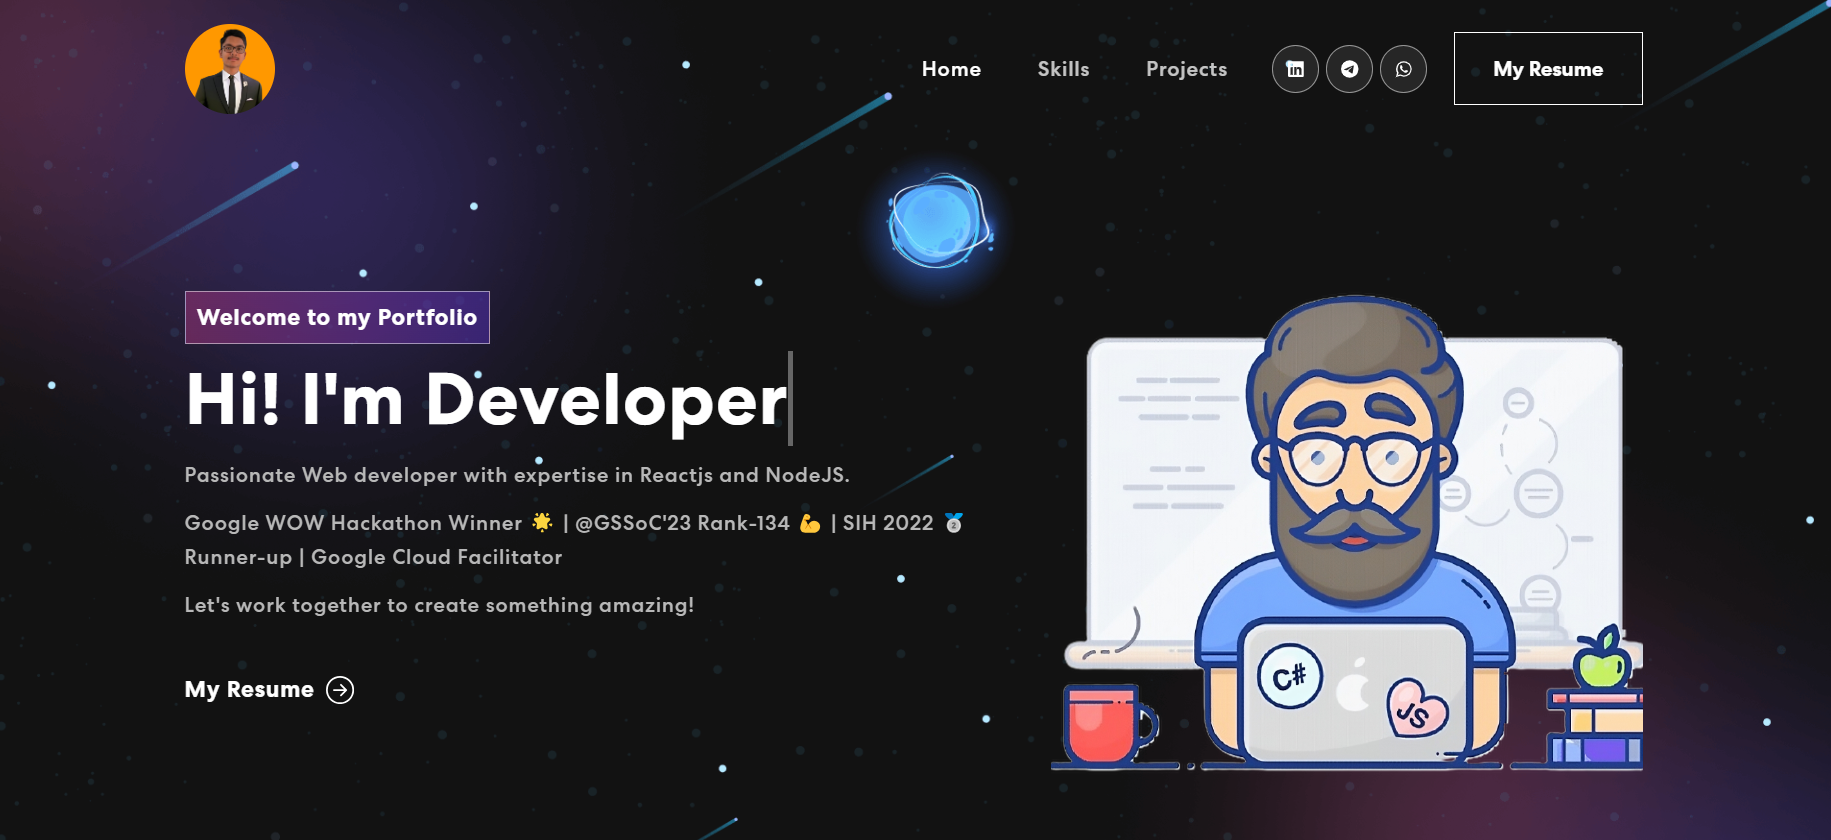 Home
Skills
Projects
in
My Resume
Welcome to my Portfolio
Hi! I'm Developer
Passionate Web developer with expertise in Reactjs and NodeJS.
Google WOW Hackathon Winner 🌟 | @GSSoC'23 Rank-134 💪 | SIH 2022 🥈
Runner-up | Google Cloud Facilitator
Let's work together to create something amazing!
My Resume
C#
JS